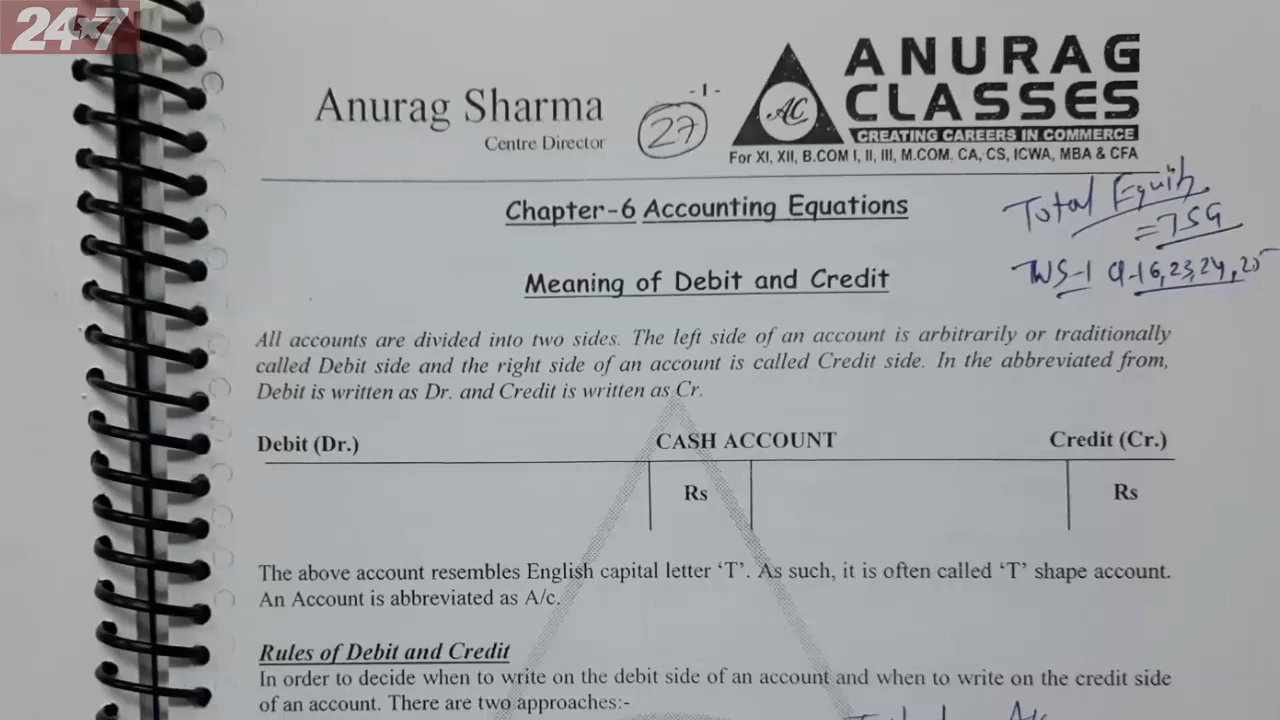 24x7
- 1 -
27
Anurag Sharma
Centre Director
AC
ANURAG
CLASSES
CREATING CAREERS IN COMMERCE
For XI, XII, B.COM I, II, III, M.COM, CA, CS, ICWA, MBA & CFA
Chapter-6 Accounting Equations
Total Equity
Meaning of Debit and Credit
All accounts are divided into two sides. The left side of an account is arbitrarily or traditionally
called Debit side and the right side of an account is called Credit side. In the abbreviated from,
Debit is written as Dr. and Credit is written as Cr.
Debit (Dr.) CASH ACCOUNT Credit (Cr.)
Rs Rs
The above account resembles English capital letter ‘T’. As such, it is often called ‘T’ shape account.
An Account is abbreviated as A/c.
Rules of Debit and Credit
In order to decide when to write on the debit side of an account and when to write on the credit side
of an account. There are two approaches:-